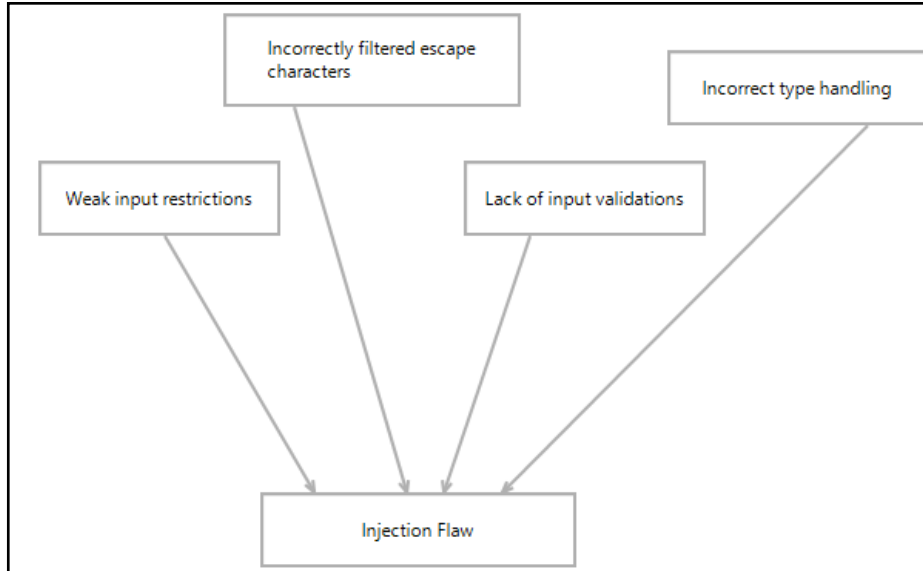 Incorrectly filtered escape
characters
Incorrect type handling
Weak input restrictions
Lack of input validations
Injection Flaw